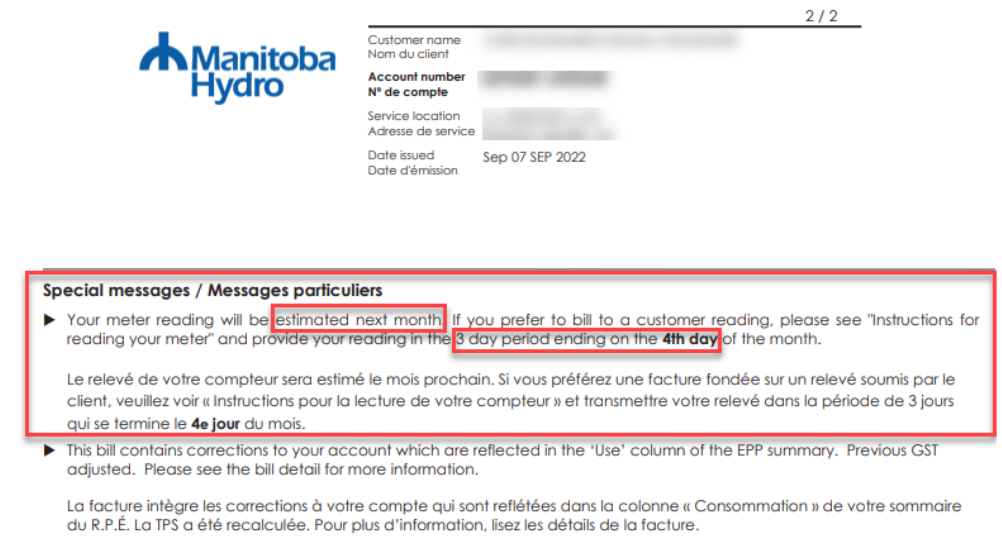 2 / 2
Manitoba
Hydro
Customer name
Nom du client
Account number
Nº de compte
Service location
Adresse de service
Date issued
Date d'émission
Sep 07 SEP 2022
Special messages / Messages particuliers
▶ Your meter reading will be estimated next month. If you prefer to bill to a customer reading, please see "Instructions for
reading your meter" and provide your reading in the 3 day period ending on the 4th day of the month.
Le relevé de votre compteur sera estimé le mois prochain. Si vous préférez une facture fondée sur un relevé soumis par le
client, veuillez voir « Instructions pour la lecture de votre compteur » et transmettre votre relevé dans la période de 3 jours
qui se termine le 4e jour du mois.
▶ This bill contains corrections to your account which are reflected in the 'Use' column of the EPP summary. Previous GST
adjusted. Please see the bill detail for more information.
La facture intègre les corrections à votre compte qui sont reflétées dans la colonne « Consommation » de votre sommaire
du R.P.É. La TPS a été recalculée. Pour plus d'information, lisez les détails de la facture.